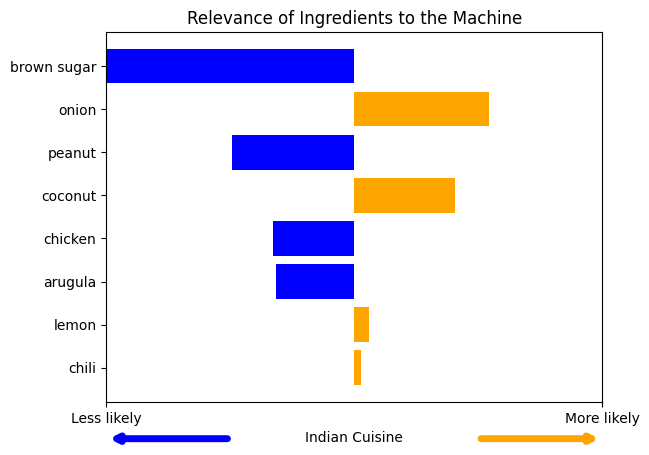 Relevance of Ingredients to the Machine
brown sugar
onion
peanut
coconut
chicken
arugula
lemon
chili
Less likely
More likely
Indian Cuisine